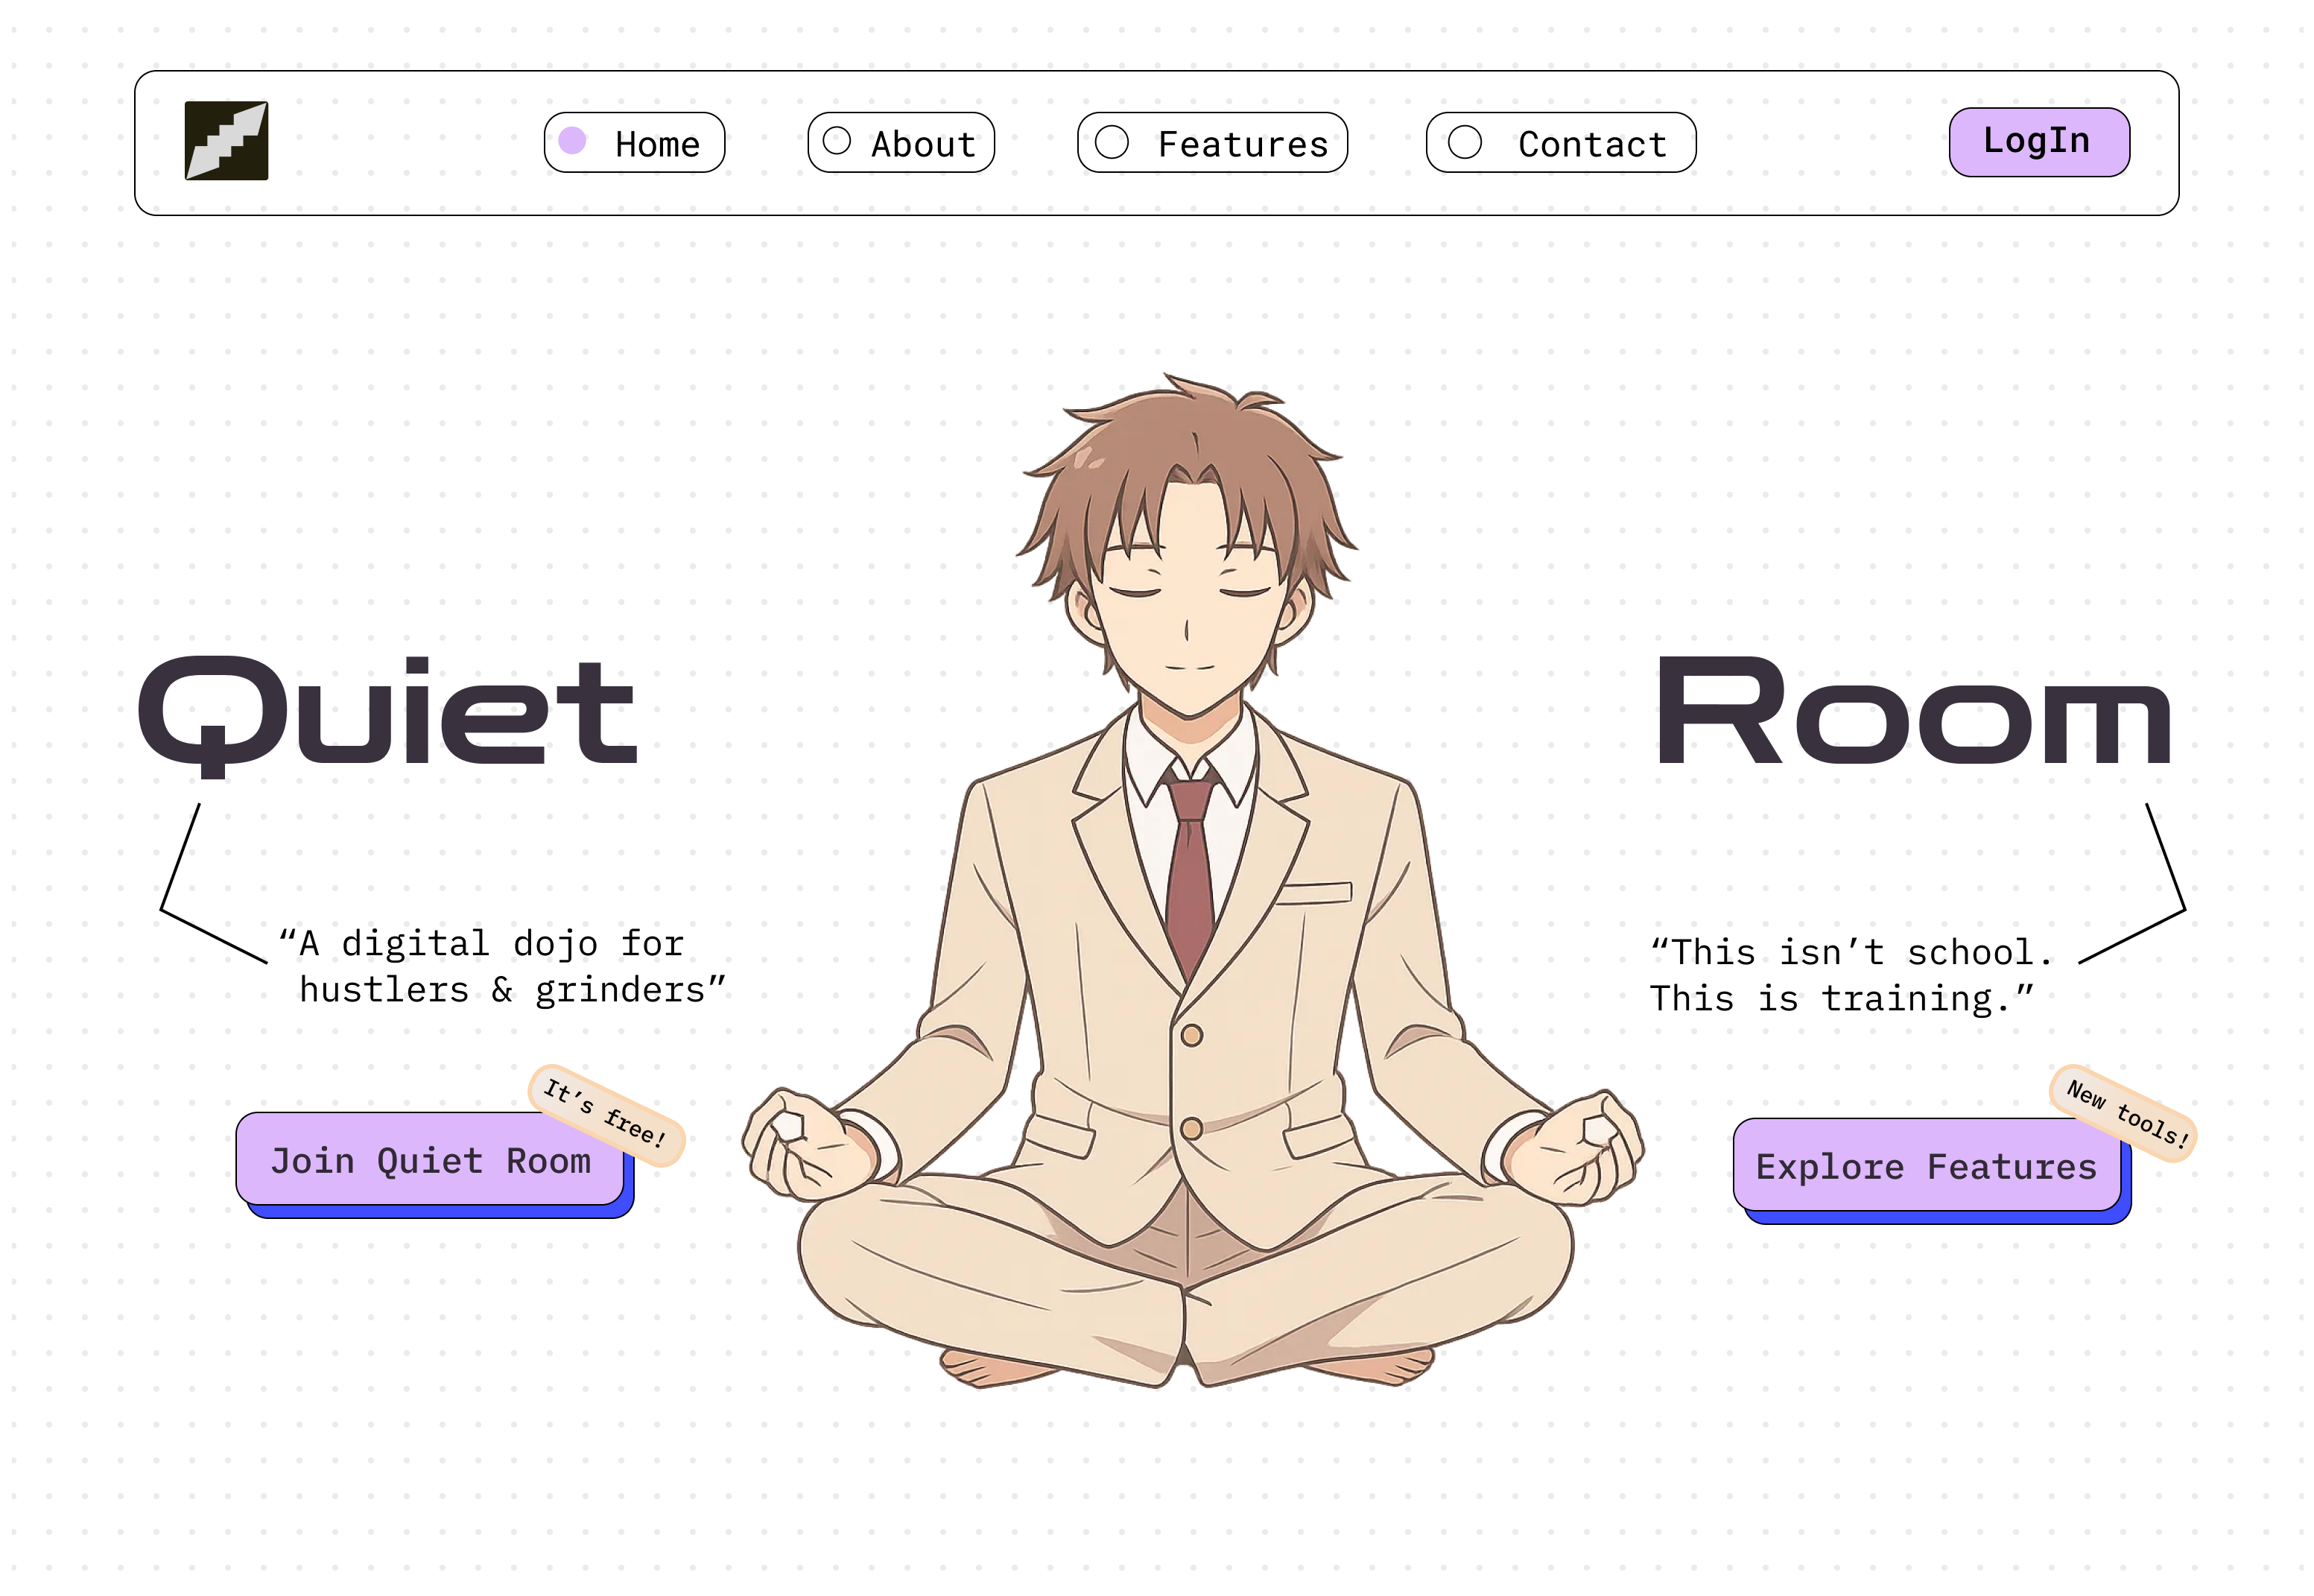 Home
About
Features
Contact
LogIn
Quiet
Room
“A digital dojo for
hustlers & grinders”
“This isn’t school.
This is training.”
It’s free!
Join Quiet Room
New tools!
Explore Features